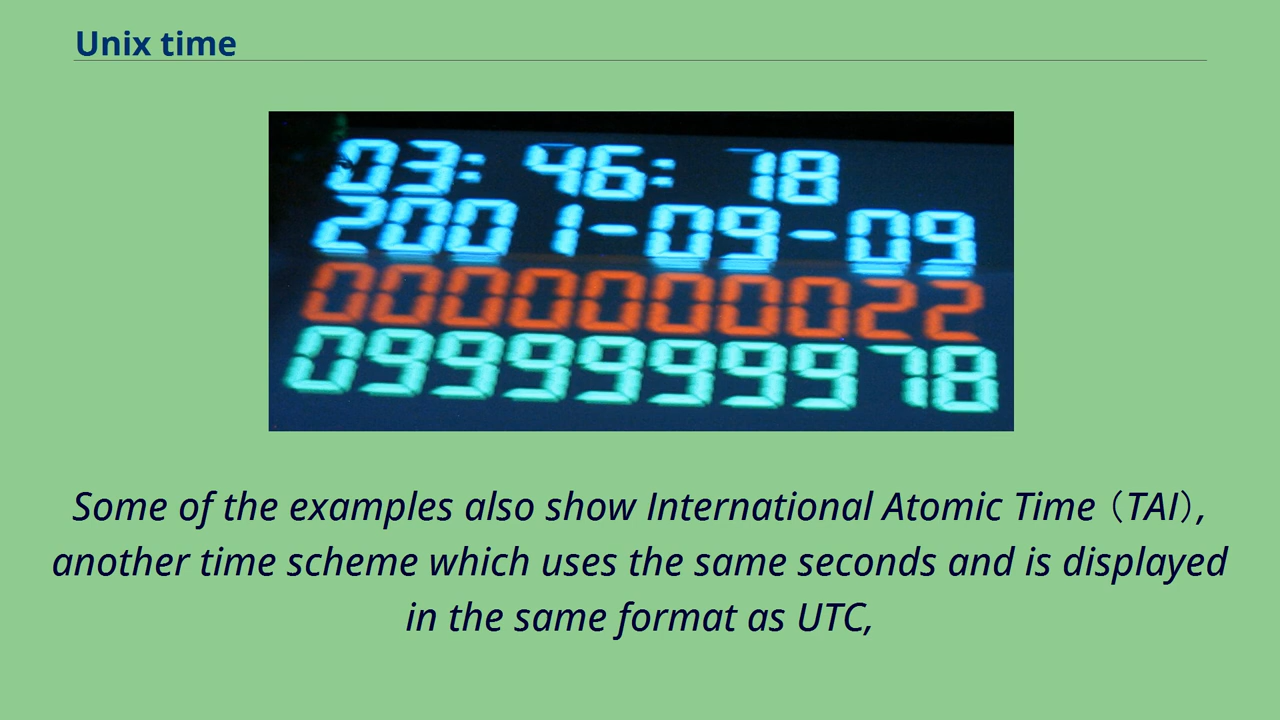 Unix time
03: 46: 18
2001-09-09
0000000022
0999999978
Some of the examples also show International Atomic Time（TAI）,
another time scheme which uses the same seconds and is displayed
in the same format as UTC,